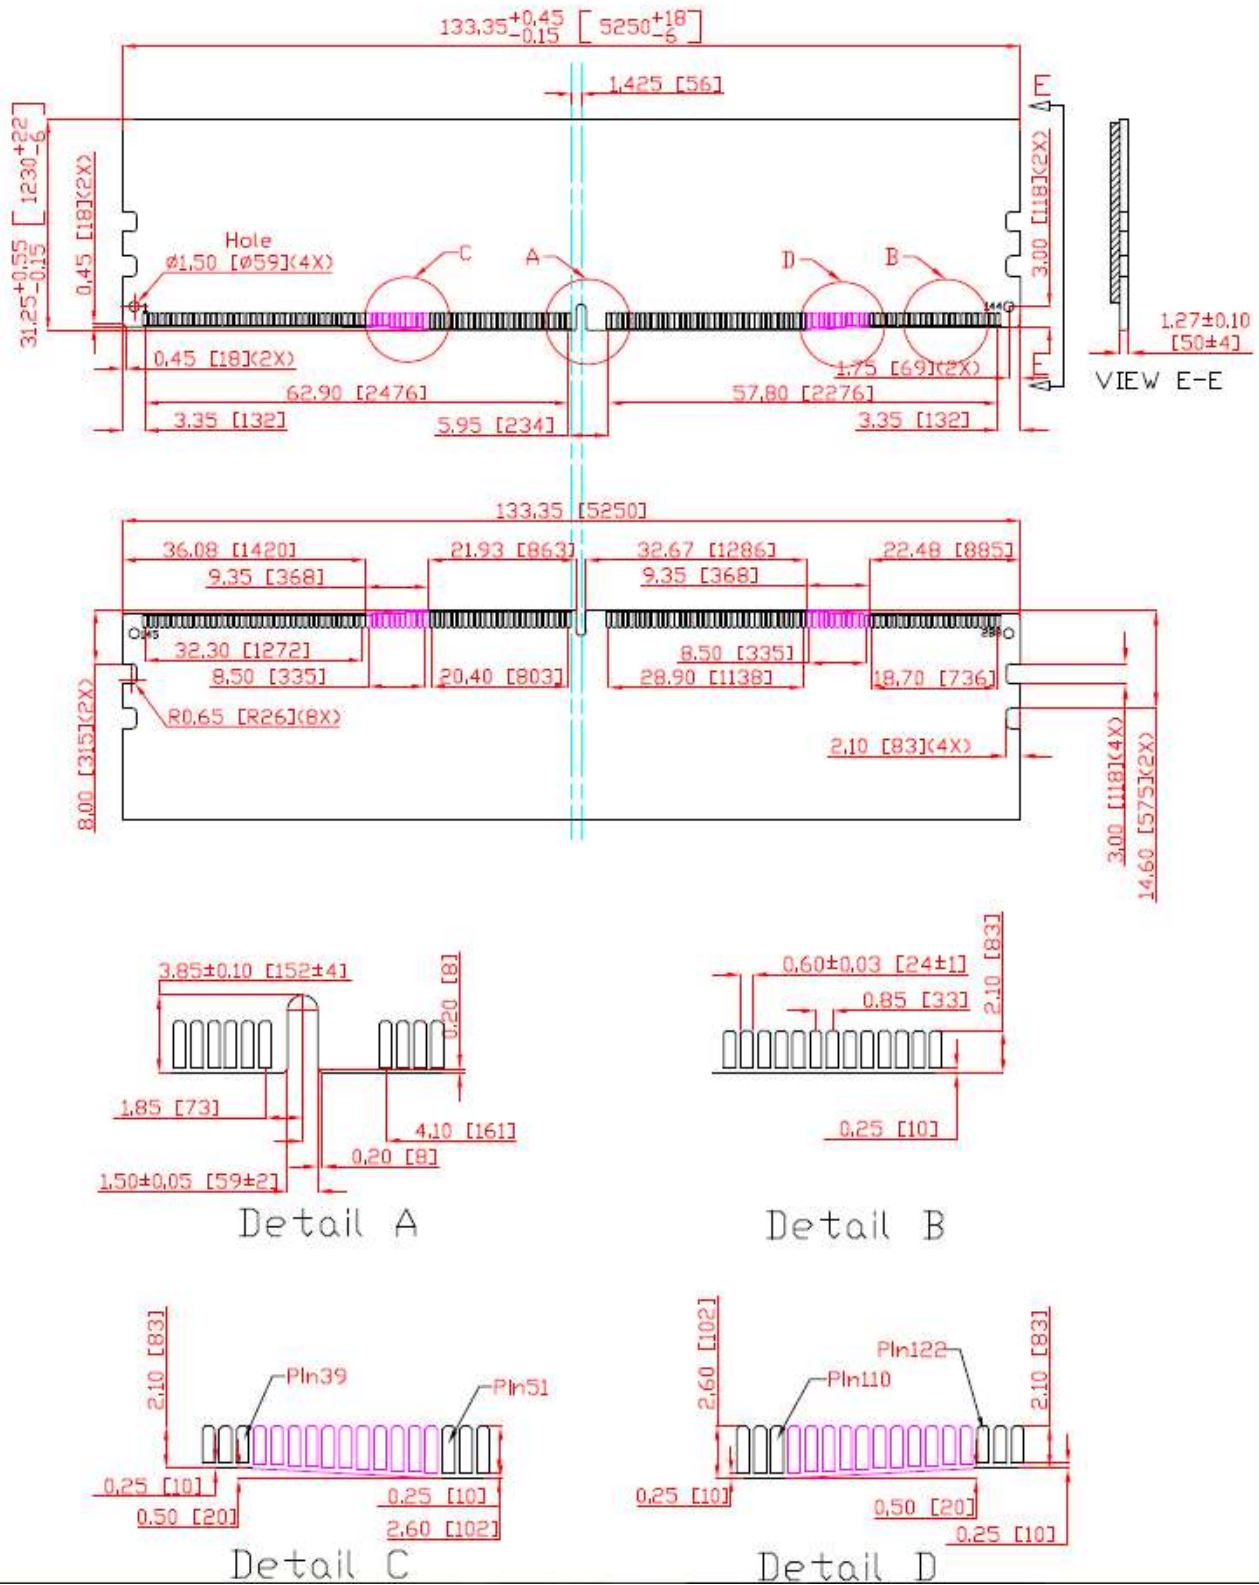 133,35+0,45-0,15 [5250+18-6]
1,425 [56]
E
31,25+0,55-0,15 [1230+22-6]
0,45 [18](2X)
Hole
Ø1,50 [Ø59](4X)
C
A
D
B
3,00 [118](2X)
1
144
1,27±0,10
[50±4]
0,45 [18](2X)
1,75 [69](2X)
E
VIEW E-E
62,90 [2476]
57,80 [2276]
3,35 [132]
5,95 [234]
3,35 [132]
133,35 [5250]
36,08 [1420]
21,93 [863]
32,67 [1286]
22,48 [885]
9,35 [368]
9,35 [368]
145
288
32,30 [1272]
8,50 [335]
8,50 [335]
20,40 [803]
28,90 [1138]
18,70 [736]
8,00 [315](2X)
R0,65 [R26](8X)
2,10 [83](4X)
3,00 [118](4X)
14,60 [575](2X)
3,85±0,10 [152±4]
0,20 [8]
0,60±0,03 [24±1]
0,85 [33]
2,10 [83]
1,85 [73]
4,10 [161]
0,20 [8]
0,25 [10]
1,50±0,05 [59±2]
Detail A
Detail B
2,10 [83]
PIn39
PIn51
2,60 [102]
PIn122
PIn110
2,10 [83]
0,25 [10]
0,50 [20]
0,25 [10]
2,60 [102]
0,25 [10]
0,50 [20]
0,25 [10]
Detail C
Detail D